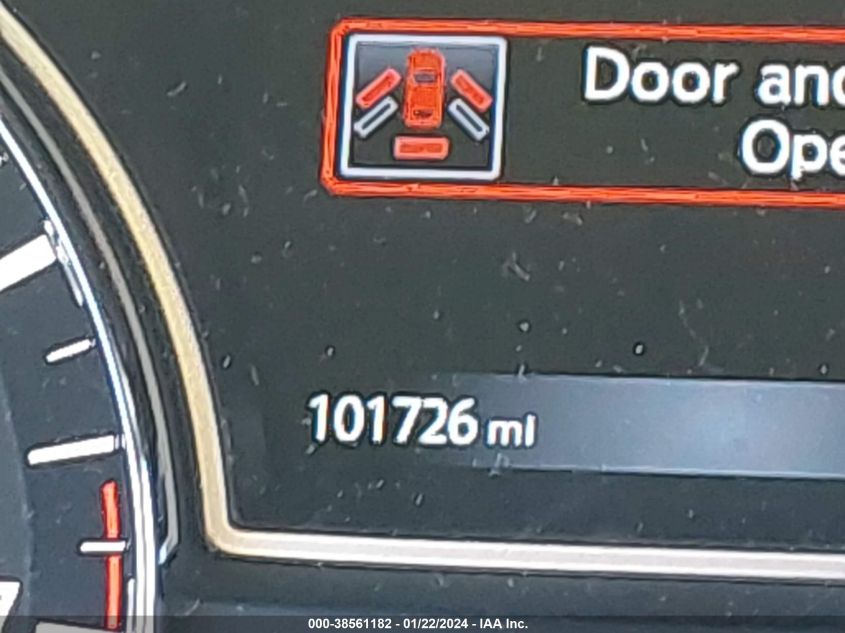 Door and
Ope
101726 mi
000-38561182 - 01/22/2024 - IAA Inc.